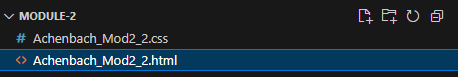 MODULE-2
# Achenbach_Mod2_2.css
<> Achenbach_Mod2_2.html